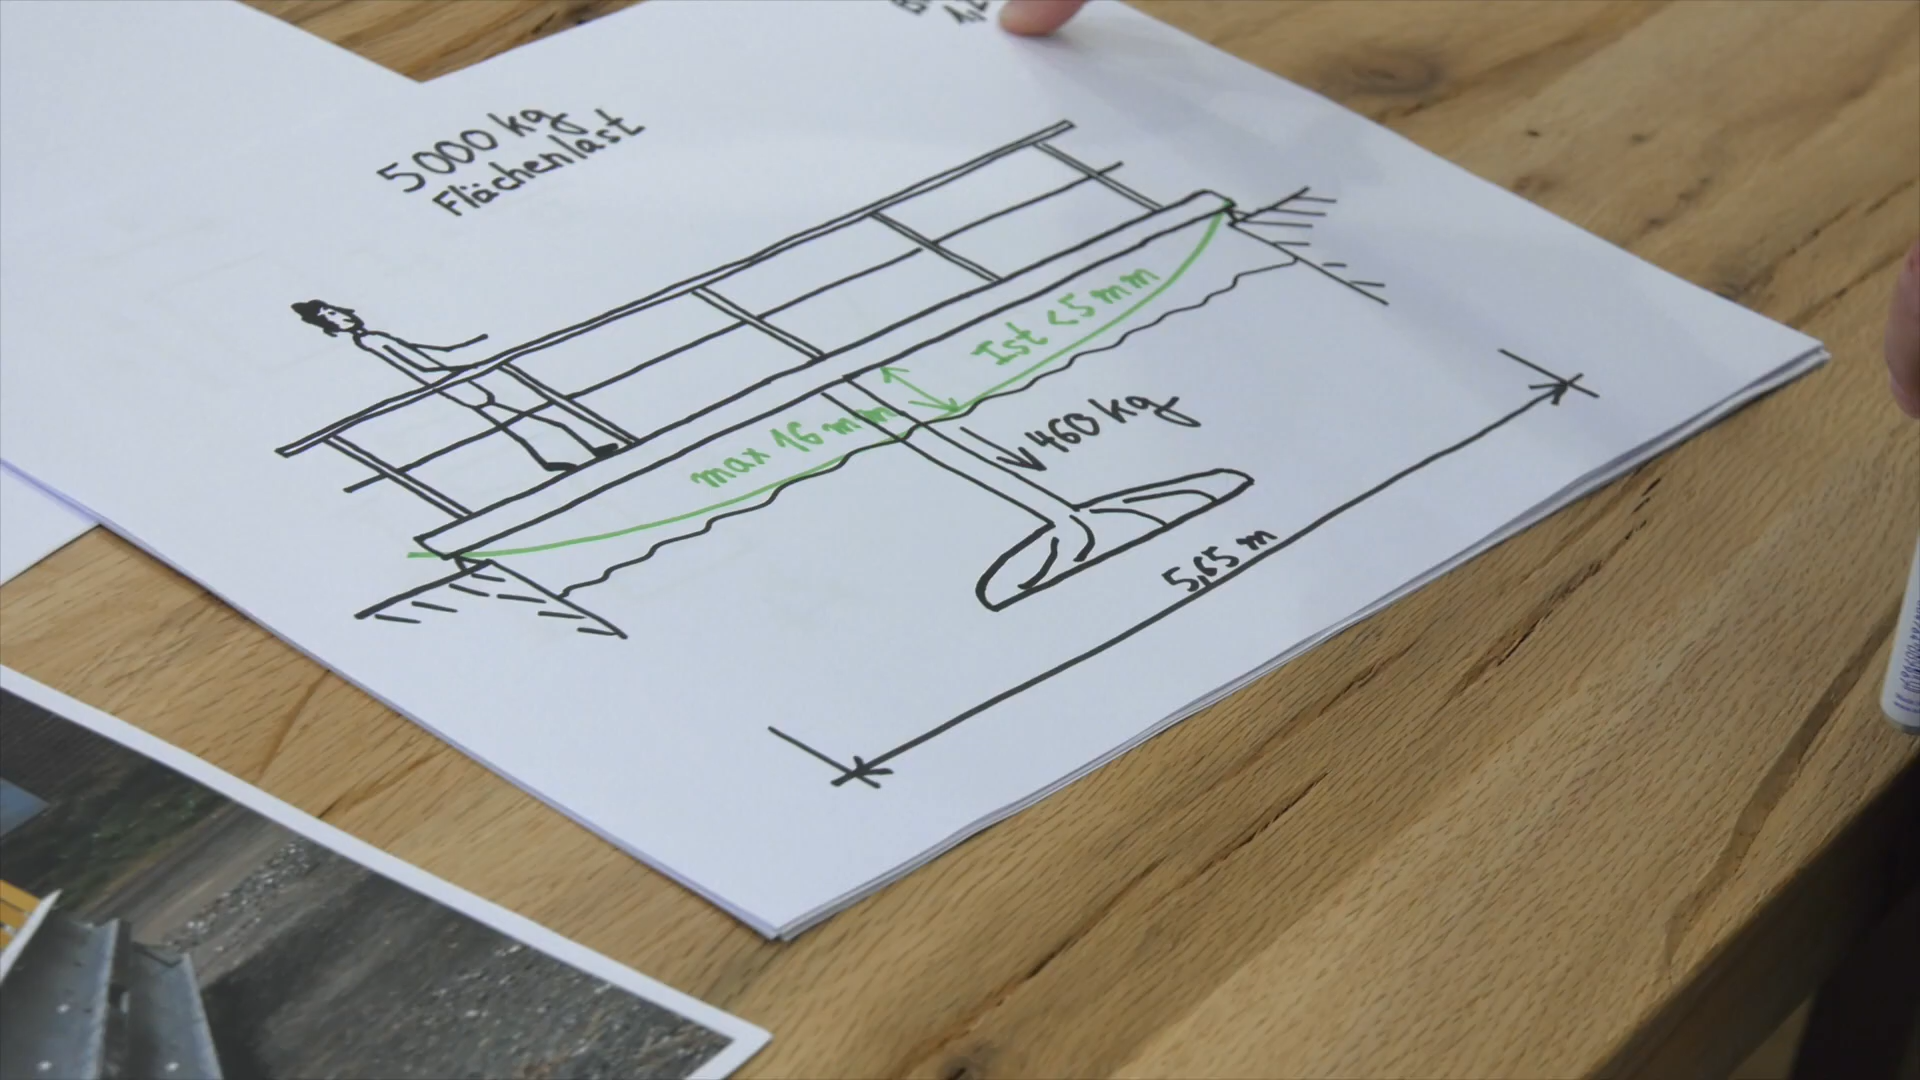 5000 kg
Flächenlast
Ist < 5 mm
max 16 mm
460 kg
5,65 m